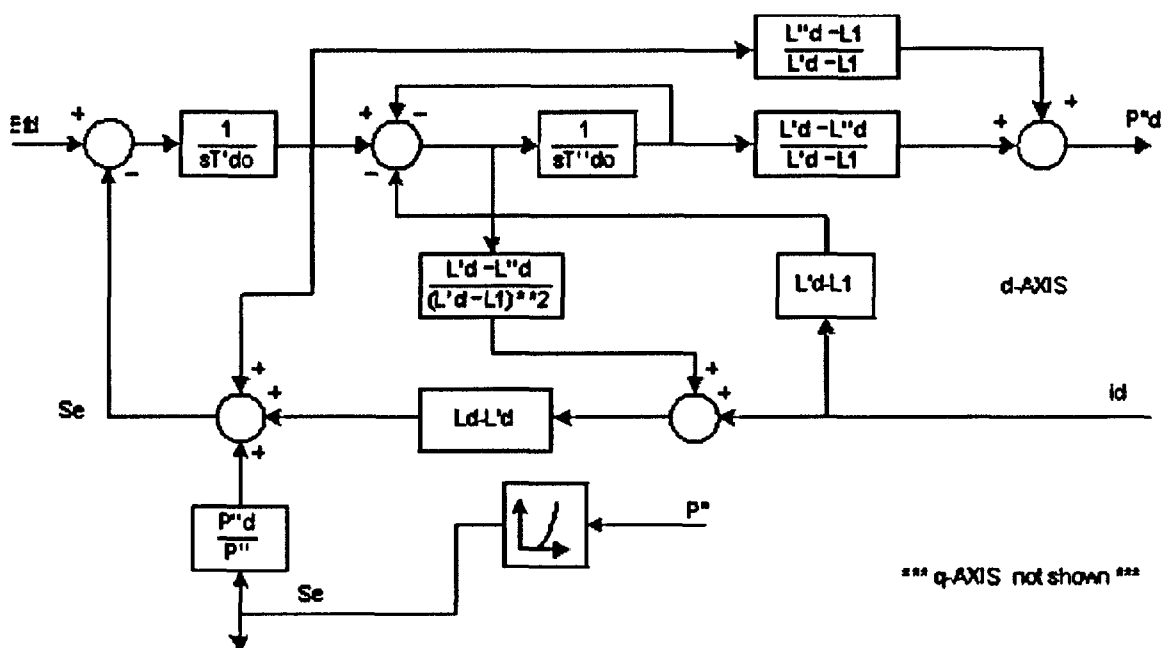 L"d-L1
L'd-L1
+
+
Efd
+
-
1
sT'do
+
-
-
1
sT''do
L'd-L"d
L'd-L1
+
P"d
L'd-L"d
(L'd-L1)**2
L'd-L1
d-AXIS
+
+
+
+
Se
Ld-L'd
id
+
P"d
P"
P"
Se
*** q-AXIS not shown ***